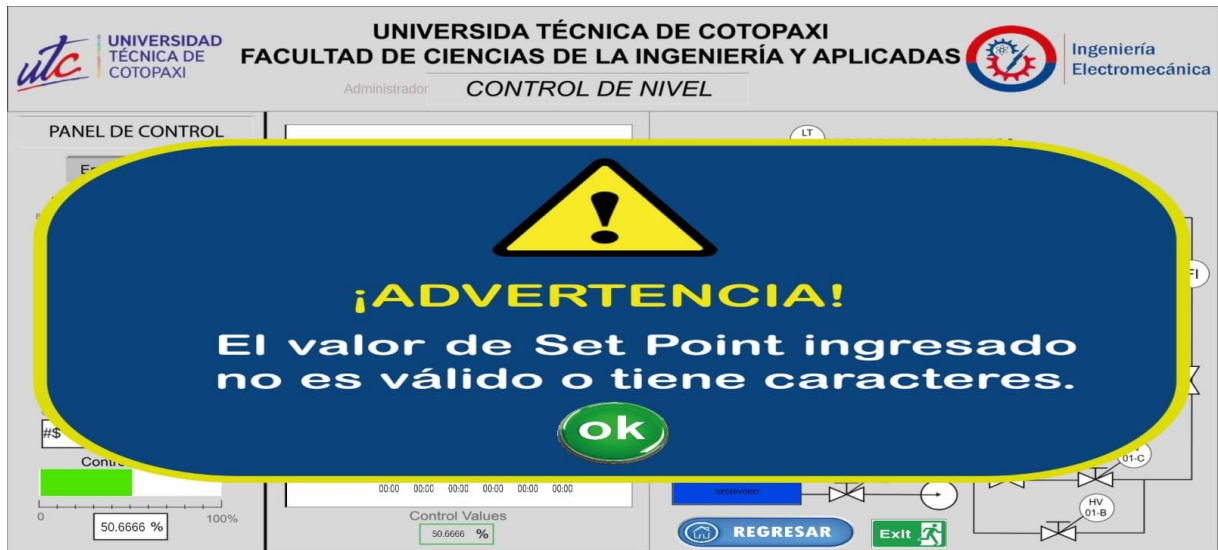 UNIVERSIDAD
TÉCNICA DE
COTOPAXI
utc
UNIVERSIDA TÉCNICA DE COTOPAXI
FACULTAD DE CIENCIAS DE LA INGENIERÍA Y APLICADAS
Administrador CONTROL DE NIVEL
Ingeniería
Electromecánica
PANEL DE CONTROL
LT
¡ADVERTENCIA!
El valor de Set Point ingresado
no es válido o tiene caracteres.
ok
#$
01-C
00:00 00:00 00:00 00:00 00:00 00:00
RESERVORIO
HV
01-B
0 100%
50.6666 %
Control Values
50.6666 %
REGRESAR
Exit